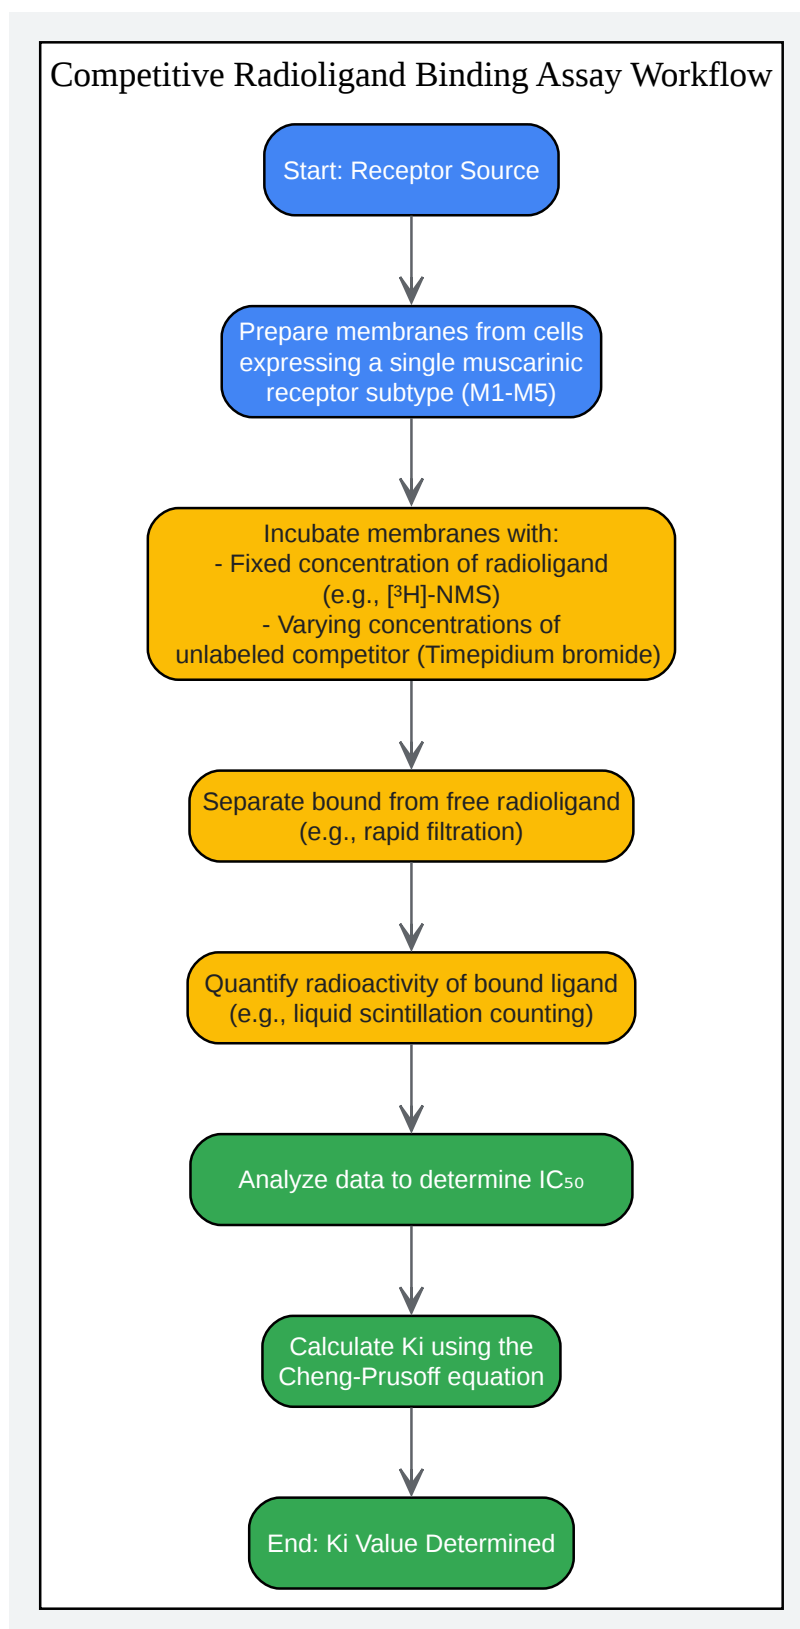 Competitive Radioligand Binding Assay Workflow
Start: Receptor Source
Prepare membranes from cells
expressing a single muscarinic
receptor subtype (M1-M5)
Incubate membranes with:
- Fixed concentration of radioligand
(e.g., [³H]-NMS)
- Varying concentrations of
unlabeled competitor (Timepidium bromide)
Separate bound from free radioligand
(e.g., rapid filtration)
Quantify radioactivity of bound ligand
(e.g., liquid scintillation counting)
Analyze data to determine IC₅₀
Calculate Ki using the
Cheng-Prusoff equation
End: Ki Value Determined